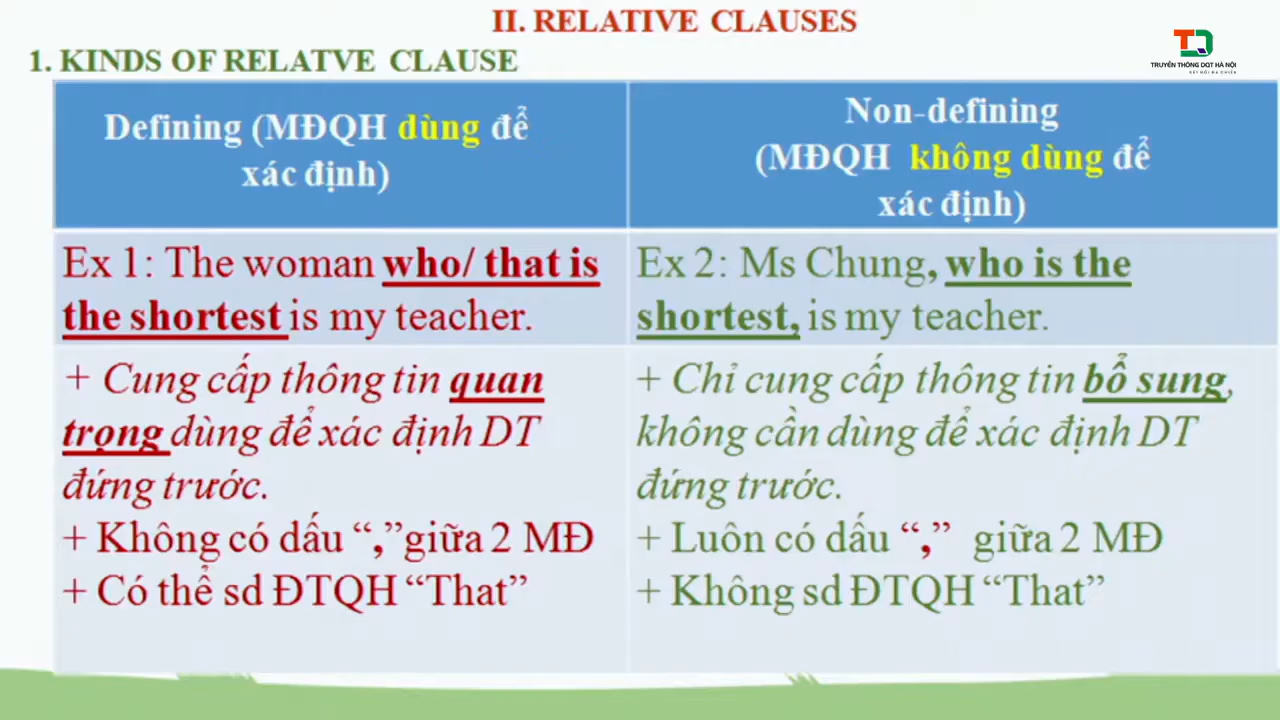 II. RELATIVE CLAUSES
TRUYỀN THÔNG DQT HÀ NỘI
KẾT NỐI ĐA CHIỀU
1. KINDS OF RELATVE CLAUSE
Defining (MĐQH dùng để
xác định)
Non-defining
(MĐQH không dùng để
xác định)
Ex 1: The woman who/ that is
the shortest is my teacher.
Ex 2: Ms Chung, who is the
shortest, is my teacher.
+ Cung cấp thông tin quan
trọng dùng để xác định DT
đứng trước.
+ Không có dấu “,”giữa 2 MĐ
+ Có thể sd ĐTQH “That”
+ Chỉ cung cấp thông tin bổ sung,
không cần dùng để xác định DT
đứng trước.
+ Luôn có dấu “,” giữa 2 MĐ
+ Không sd ĐTQH “That”